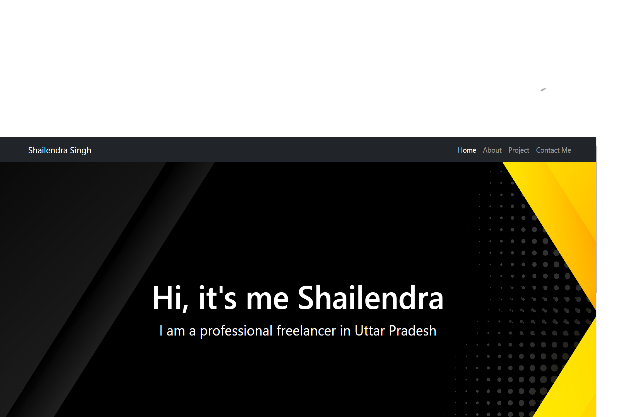 Shailendra Singh
Home About Project Contact Me
Hi, it's me Shailendra
I am a professional freelancer in Uttar Pradesh